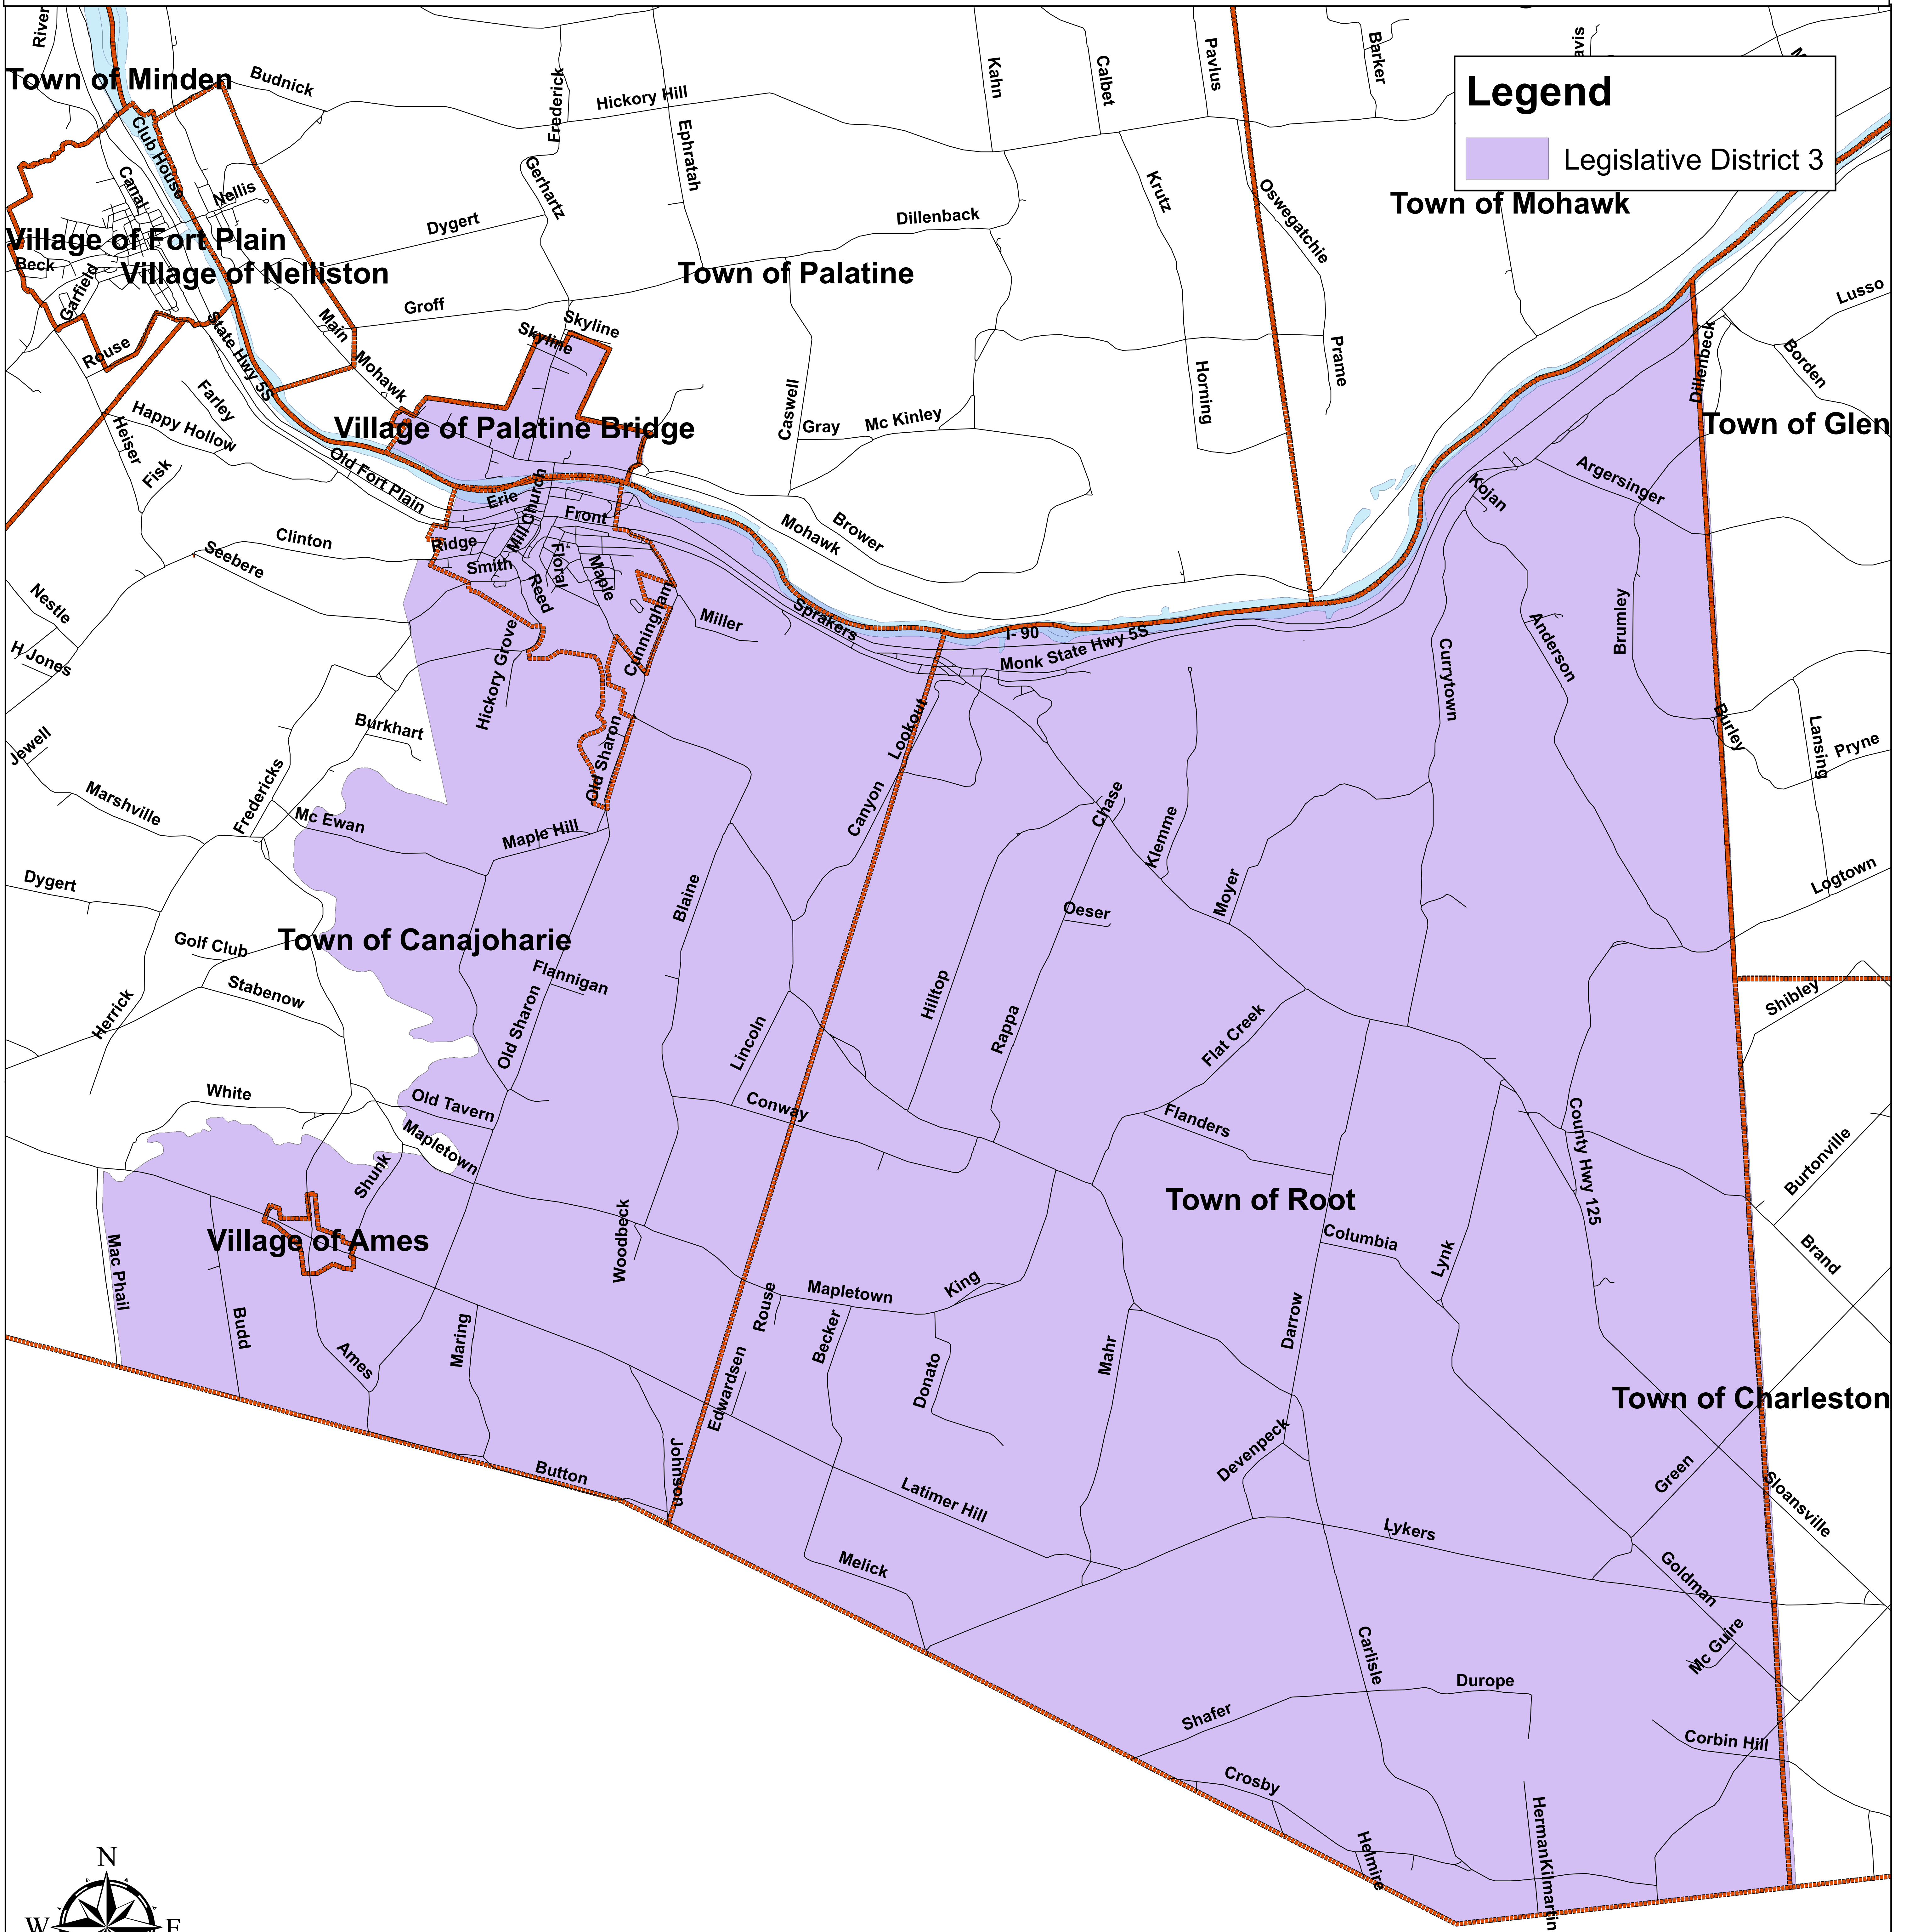 River
Town of Minden
Budnick
Frederick
Hickory Hill
Kahn
Calbet
Pavlus
Barker
avis
Legend
Legislative District 3
Club House
Canal
Nellis
Gerhartz
Ephratah
Krutz
Oswegatchie
Town of Mohawk
Village of Fort Plain
Beck
Garfield
Village of Nelliston
Dygert
Dillenback
Town of Palatine
Groff
Main
Rouse
State Hwy 5S
Skyline
Skyline
Mohawk
Prame
Horning
Lusso
Dillenbeck
Borden
Farley
Happy Hollow
Heiser
Fisk
Village of Palatine Bridge
Caswell
Gray
Mc Kinley
Town of Glen
Old Fort Plain
Erie
Church
Mill
Front
Mohawk
Brower
Kojan
Argersinger
Clinton
Seebere
Ridge
Smith
Floral
Maple
Reed
Nestle
H Jones
Hickory Grove
Cunningham
Miller
Sprakers
I- 90
Monk
State Hwy 5S
Currytown
Anderson
Brumley
Burley
Lansing
Pryne
Jewell
Marshville
Burkhart
Fredericks
Old Sharon
Lookout
Canyon
Mc Ewan
Maple Hill
Chase
Klemme
Moyer
Logtown
Dygert
Blaine
Oeser
Town of Canajoharie
Golf Club
Stabenow
Flannigan
Herrick
Old Sharon
Lincoln
Hilltop
Rappa
Flat Creek
Shibley
White
Old Tavern
Mapletown
Conway
Flanders
County Hwy 125
Burtonville
Shunk
Town of Root
Village of Ames
Woodbeck
Columbia
Lynk
Brand
Mac Phail
Budd
Ames
Maring
Rouse
Mapletown
King
Becker
Donato
Edwardsen
Mahr
Darrow
Town of Charleston
Button
Johnson
Latimer Hill
Devenpeck
Green
Sloansville
Lykers
Melick
Goldman
Mc Guire
Carlisle
Durope
Shafer
Corbin Hill
Crosby
Helmire
Herman
Kilmartin
N
W
E